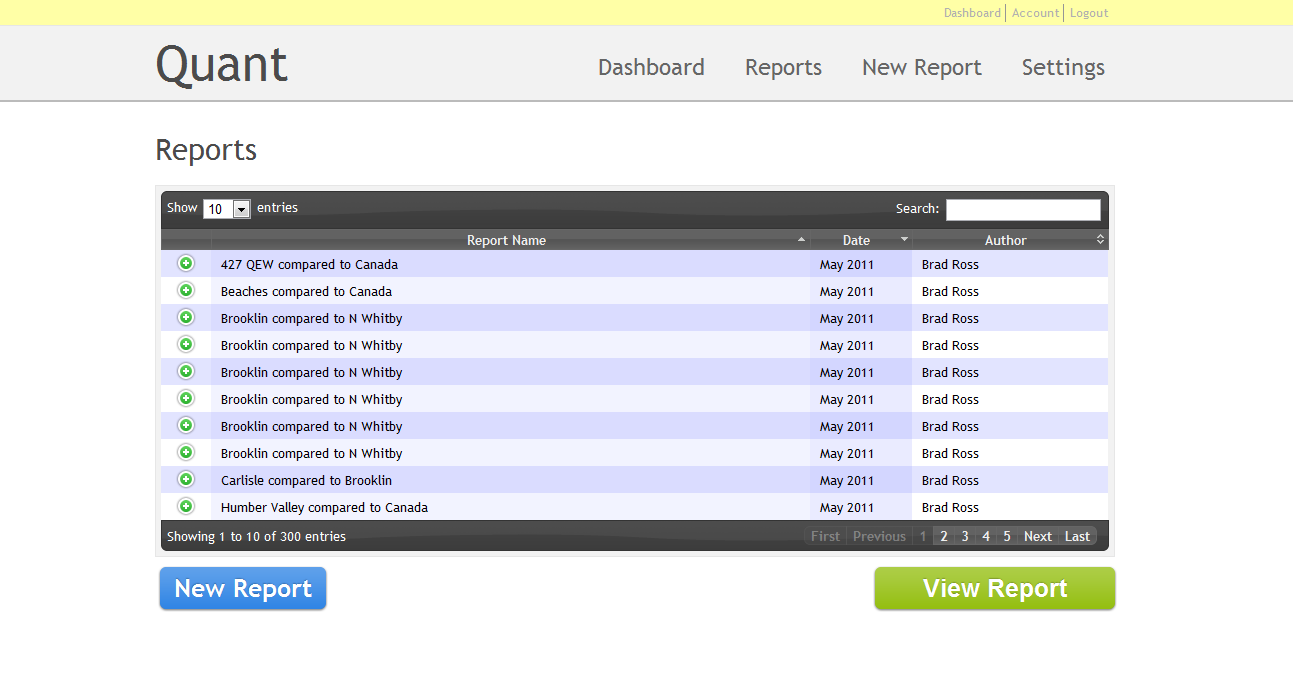 Dashboard Account Logout
Quant Dashboard Reports New Report Settings
Reports
Show 10 entries Search:
Report Name Date Author
427 QEW compared to Canada May 2011 Brad Ross
Beaches compared to Canada May 2011 Brad Ross
Brooklin compared to N Whitby May 2011 Brad Ross
Brooklin compared to N Whitby May 2011 Brad Ross
Brooklin compared to N Whitby May 2011 Brad Ross
Brooklin compared to N Whitby May 2011 Brad Ross
Brooklin compared to N Whitby May 2011 Brad Ross
Brooklin compared to N Whitby May 2011 Brad Ross
Carlisle compared to Brooklin May 2011 Brad Ross
Humber Valley compared to Canada May 2011 Brad Ross
Showing 1 to 10 of 300 entries First Previous 1 2 3 4 5 Next Last
New Report View Report